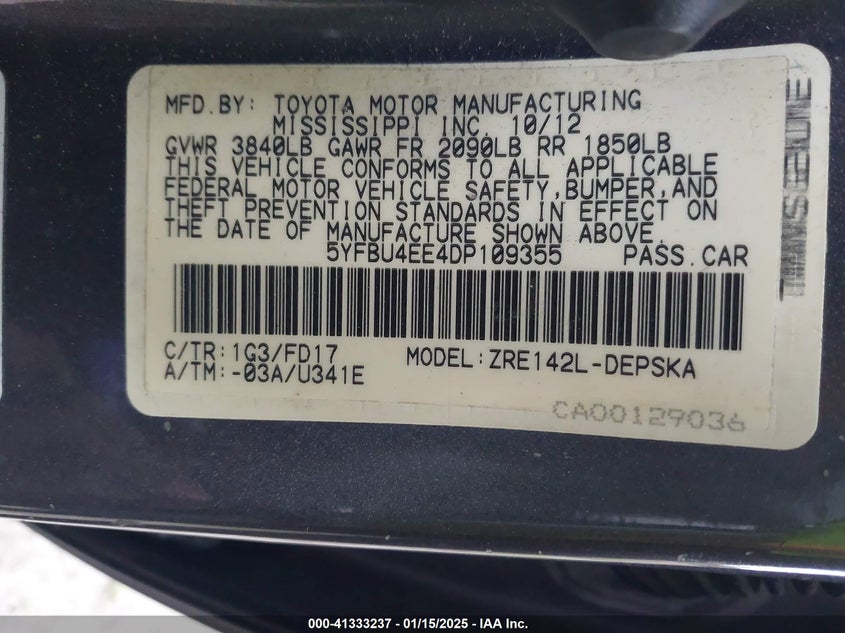 MFD.BY: TOYOTA MOTOR MANUFACTURING
MISSISSIPPI INC. 10/12
GVWR 3840LB GAWR FR 2090LB RR 1850LB
THIS VEHICLE CONFORMS TO ALL APPLICABLE
FEDERAL MOTOR VEHICLE SAFETY,BUMPER,AND
THEFT PREVENTION STANDARDS IN EFFECT ON
THE DATE OF MANUFACTURE SHOWN ABOVE.
5YFBU4EE4DP109355 PASS.CAR
C/TR:1G3/FD17 MODEL:ZRE142L-DEPSKA
A/TM:-03A/U341E
CA00129036
000-41333237 - 01/15/2025 - IAA Inc.